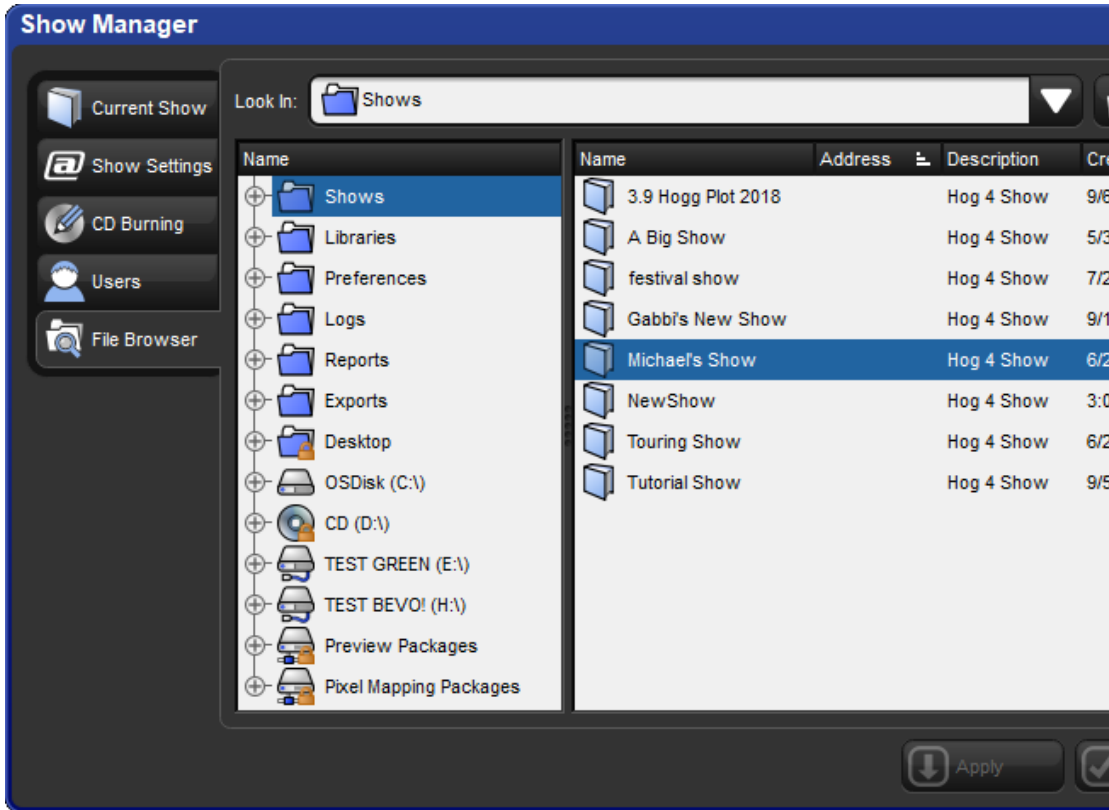 Show Manager
Current Show
Show Settings
CD Burning
Users
File Browser
Look In: Shows
Name
Shows
Libraries
Preferences
Logs
Reports
Exports
Desktop
OSDisk (C:\)
CD (D:\)
TEST GREEN (E:\)
TEST BEVO! (H:\)
Preview Packages
Pixel Mapping Packages
Name Address Description
3.9 Hogg Plot 2018 Hog 4 Show
A Big Show Hog 4 Show
festival show Hog 4 Show
Gabbi's New Show Hog 4 Show
Michael's Show Hog 4 Show
NewShow Hog 4 Show
Touring Show Hog 4 Show
Tutorial Show Hog 4 Show
Apply